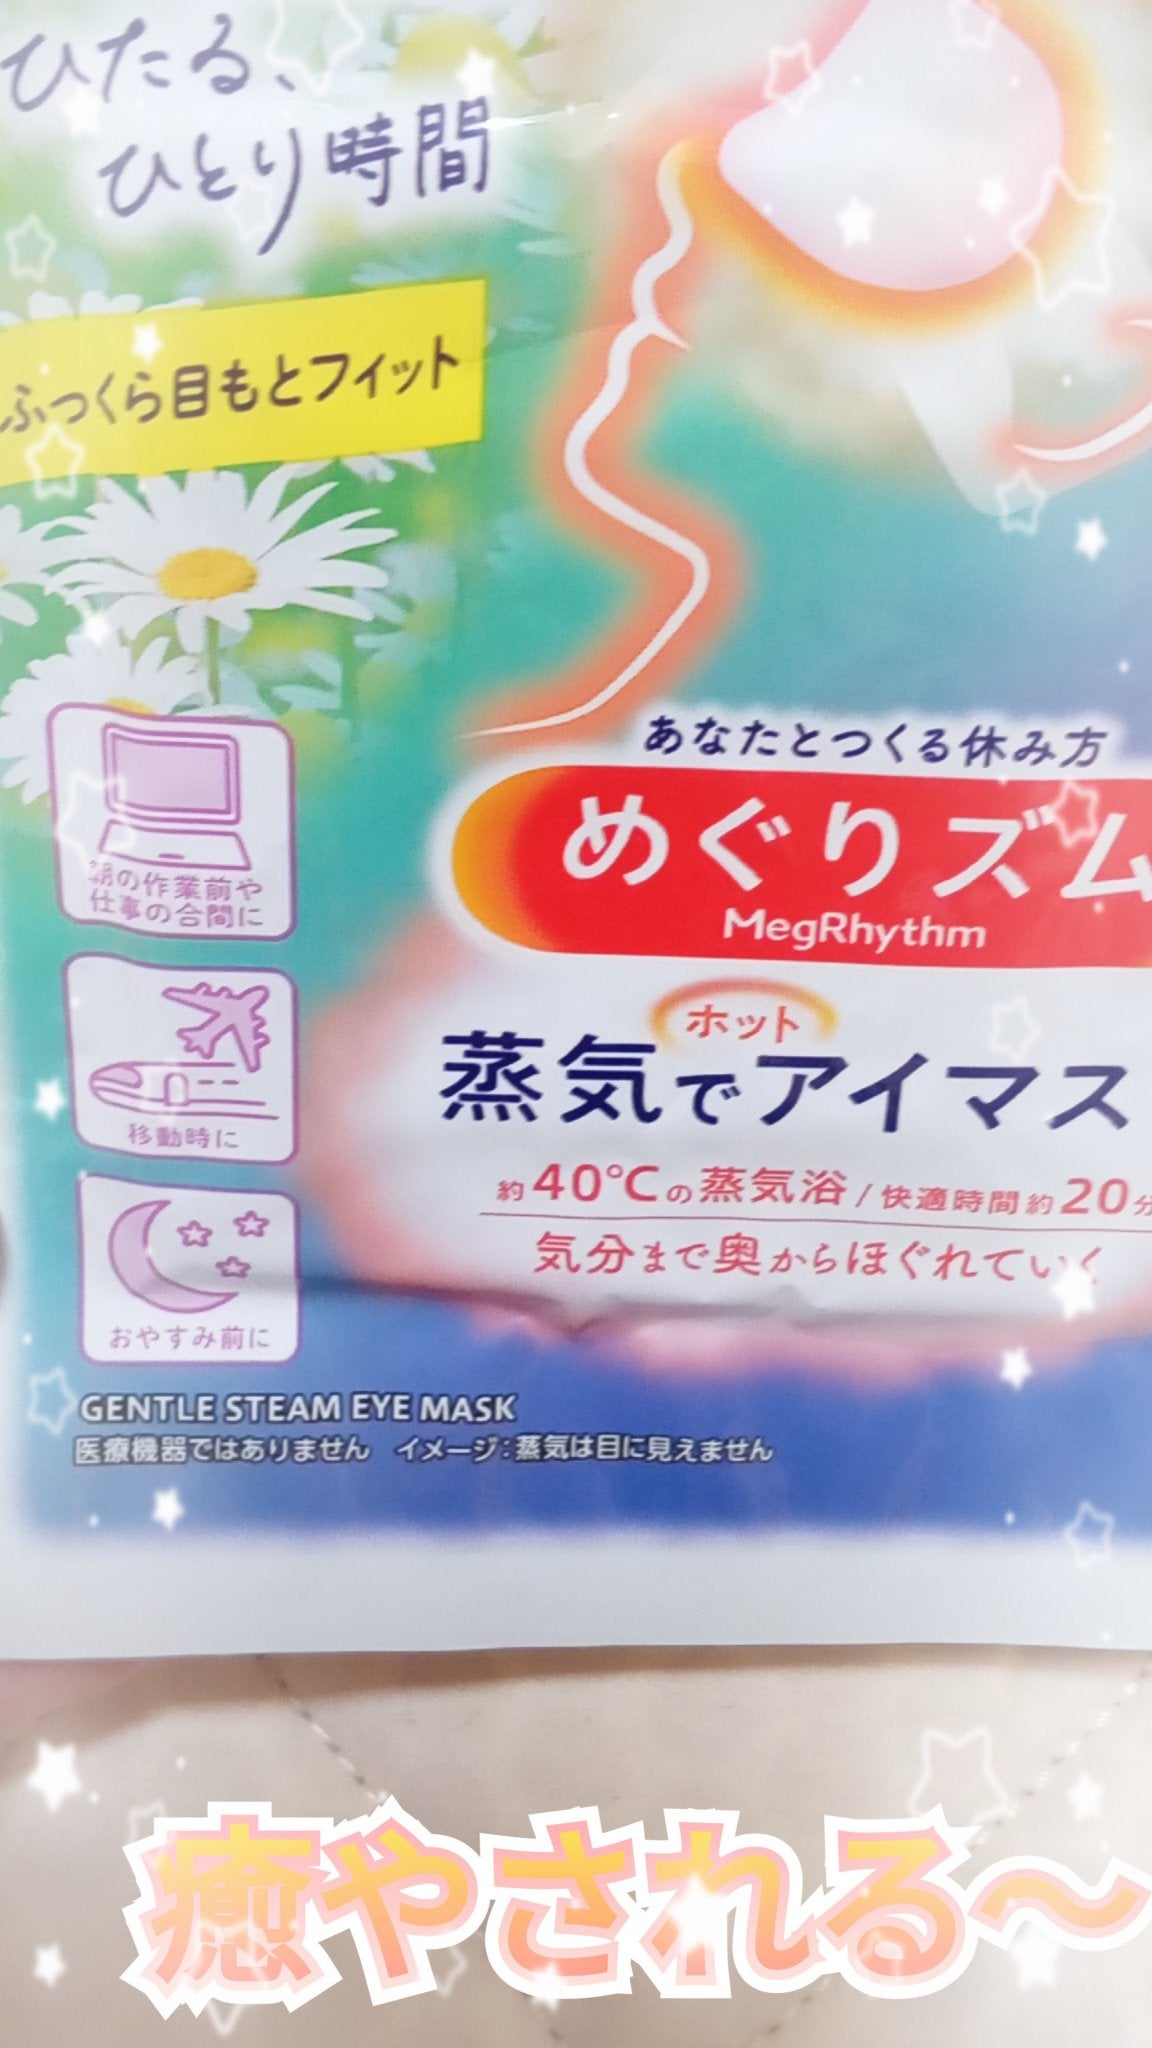 ひたる、
ひとり時間
ふっくら目もとフィット
あなたとつくる休み方
めぐりズム
MegRhythm
ホット
蒸気でアイマス
約40℃の蒸気浴/快適時間約20分
気分まで奥からほぐれていく
朝の作業前や
仕事の合間に
移動時に
おやすみ前に
GENTLE STEAM EYE MASK
医療機器ではありません イメージ:蒸気は目に見えません
癒やされる〜